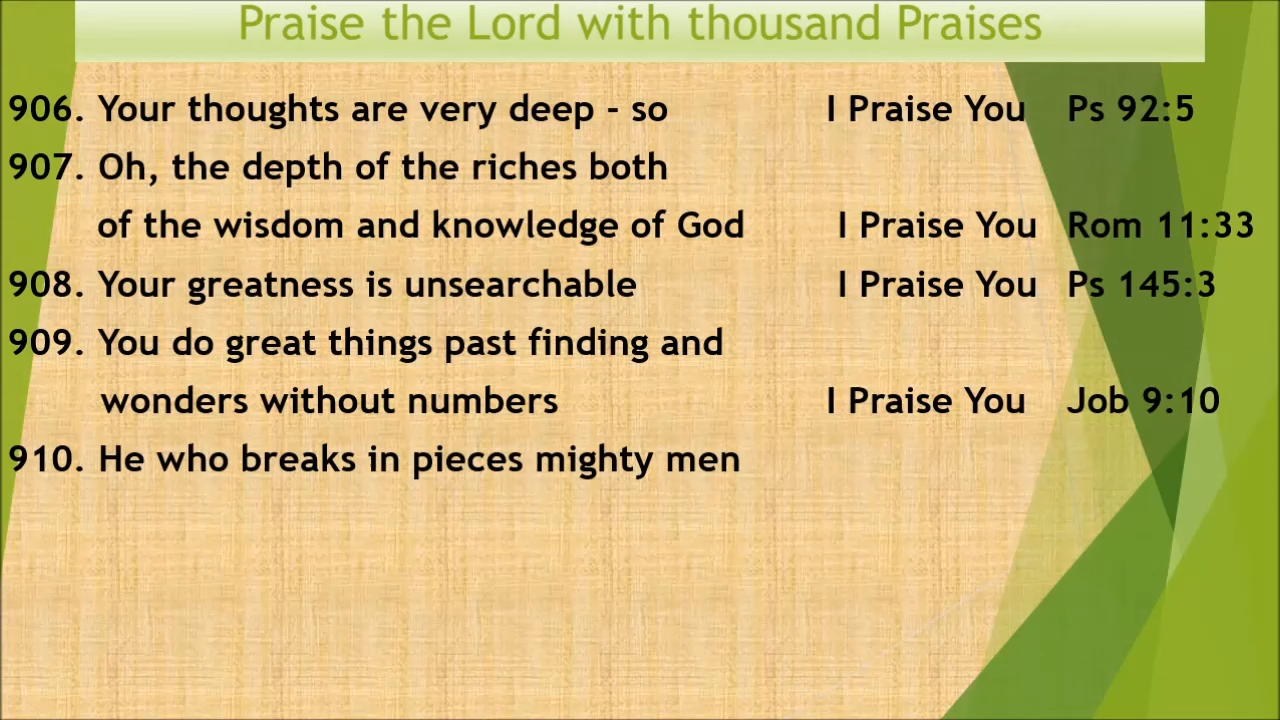 Praise the Lord with thousand Praises
906. Your thoughts are very deep - so I Praise You Ps 92:5
907. Oh, the depth of the riches both
of the wisdom and knowledge of God I Praise You Rom 11:33
908. Your greatness is unsearchable I Praise You Ps 145:3
909. You do great things past finding and
wonders without numbers I Praise You Job 9:10
910. He who breaks in pieces mighty men